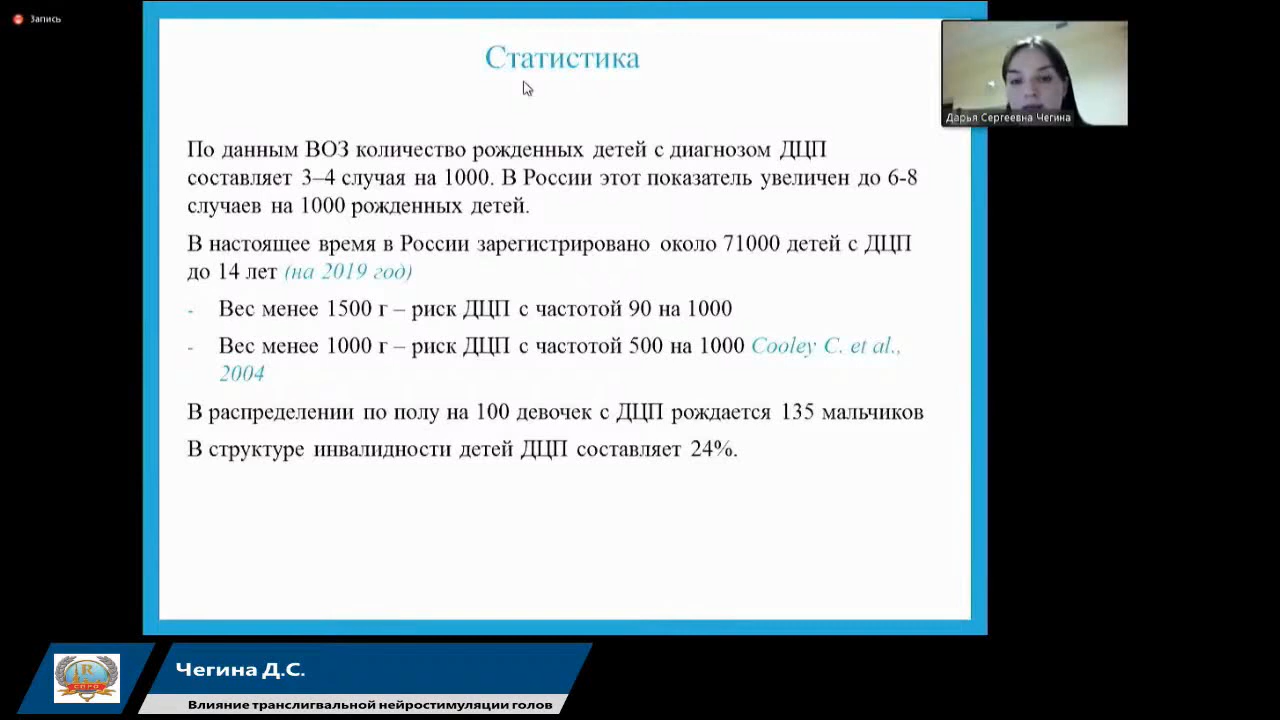 Запись
Статистика
По данным ВОЗ количество рожденных детей с диагнозом ДЦП
составляет 3–4 случая на 1000. В России этот показатель увеличен до 6-8
случаев на 1000 рожденных детей.
В настоящее время в России зарегистрировано около 71000 детей с ДЦП
до 14 лет (на 2019 год)
- Вес менее 1500 г – риск ДЦП с частотой 90 на 1000
- Вес менее 1000 г – риск ДЦП с частотой 500 на 1000 Cooley C. et al.,
2004
В распределении по полу на 100 девочек с ДЦП рождается 135 мальчиков
В структуре инвалидности детей ДЦП составляет 24%.
Дарья Сергеевна Чегина
R
СПРО
Чегина Д.С.
Влияние транслигвальной нейростимуляции голов